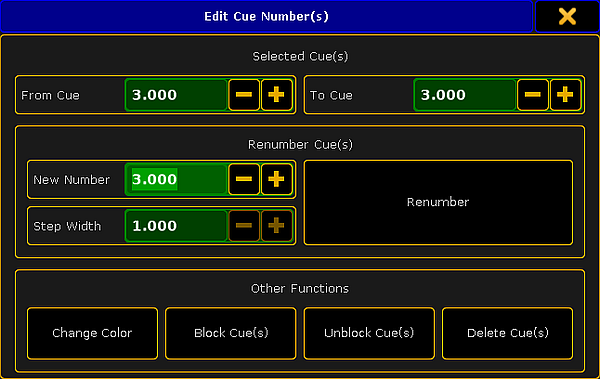 Edit Cue Number(s)
Selected Cue(s)
From Cue 3.000 To Cue 3.000
Renumber Cue(s)
New Number 3.000
Renumber
Step Width 1.000
Other Functions
Change Color Block Cue(s) Unblock Cue(s) Delete Cue(s)